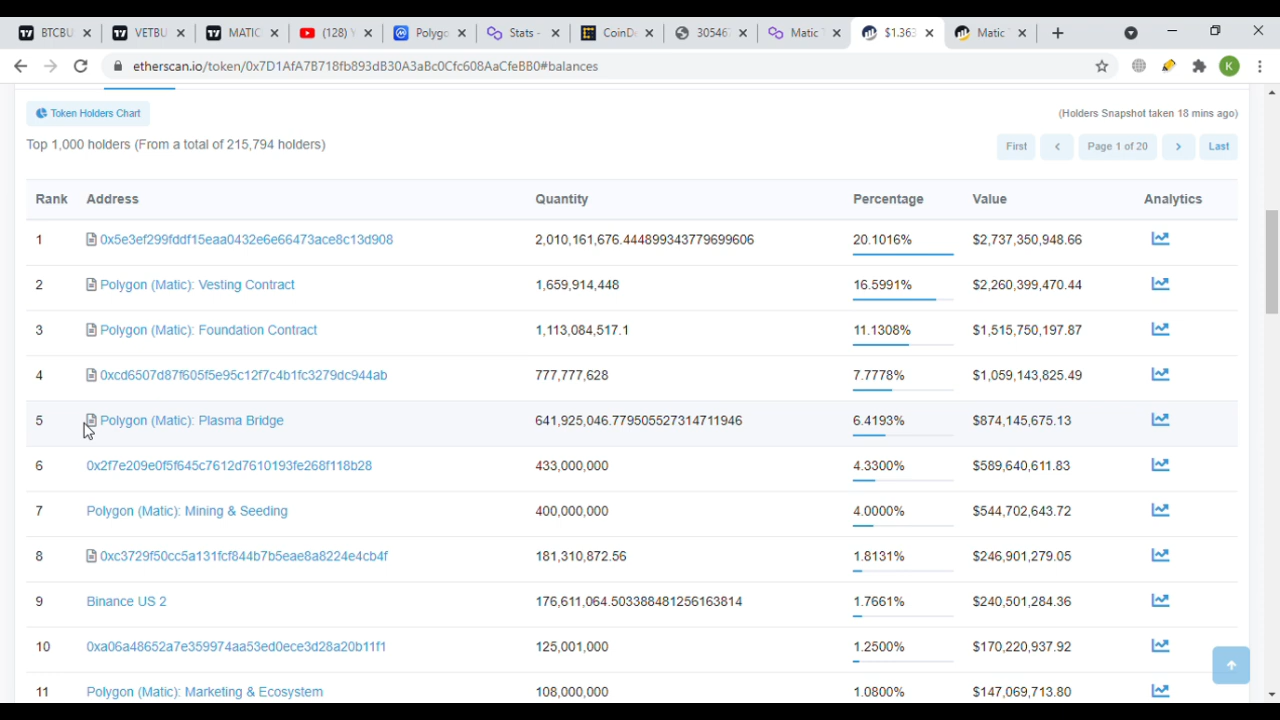 BTCBU
VETBU
MATIC
(128) Y
Polygo
Stats -
CoinDe
30546
Matic
$1.363
Matic
etherscan.io/token/0x7D1AfA7B718fb893dB30A3aBc0Cfc608AaCfeBB0#balances
K
Token Holders Chart
(Holders Snapshot taken 18 mins ago)
Top 1,000 holders (From a total of 215,794 holders)
First < Page 1 of 20 > Last
Rank Address Quantity Percentage Value Analytics
1 0x5e3ef299fddf15eaa0432e6e66473ace8c13d908 2,010,161,676.444899343779699606 20.1016% $2,737,350,948.66
2 Polygon (Matic): Vesting Contract 1,659,914,448 16.5991% $2,260,399,470.44
3 Polygon (Matic): Foundation Contract 1,113,084,517.1 11.1308% $1,515,750,197.87
4 0xcd6507d87f605f5e95c12f7c4b1fc3279dc944ab 777,777,628 7.7778% $1,059,143,825.49
5 Polygon (Matic): Plasma Bridge 641,925,046.779505527314711946 6.4193% $874,145,675.13
6 0x2f7e209e0f5f645c7612d7610193fe268f118b28 433,000,000 4.3300% $589,640,611.83
7 Polygon (Matic): Mining & Seeding 400,000,000 4.0000% $544,702,643.72
8 0xc3729f50cc5a131fcf844b7b5eae8a8224e4cb4f 181,310,872.56 1.8131% $246,901,279.05
9 Binance US 2 176,611,064.503388481256163814 1.7661% $240,501,284.36
10 0xa06a48652a7e359974aa53ed0ece3d28a20b11f1 125,001,000 1.2500% $170,220,937.92
11 Polygon (Matic): Marketing & Ecosystem 108,000,000 1.0800% $147,069,713.80